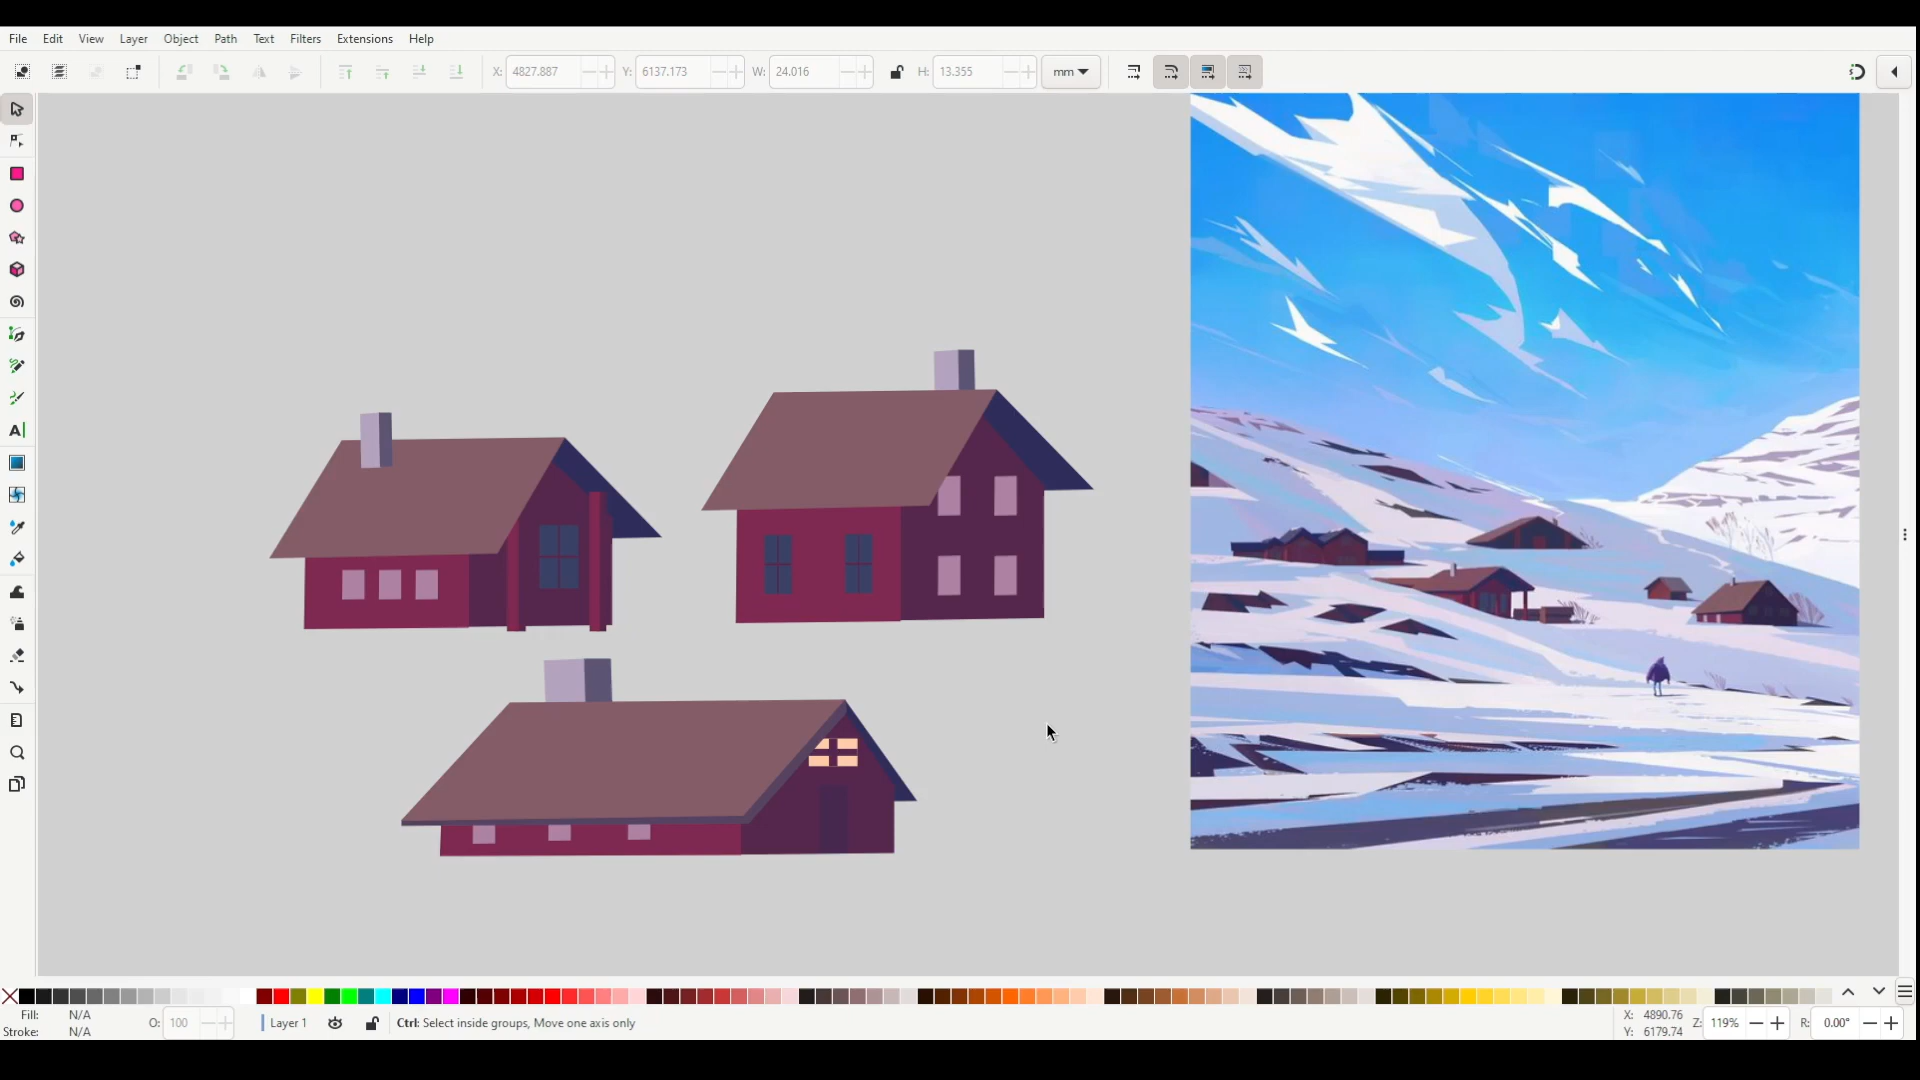 File Edit View Layer Object Path Text Filters Extensions Help
X: 4827.887 Y: 6137.173 W: 24.016 H: 13.355 mm
A
Fill: N/A O: 100 Layer 1 Ctrl: Select inside groups, Move one axis only X: 4890.76 Z: 119% R: 0.00°
Stroke: N/A Y: 6179.74